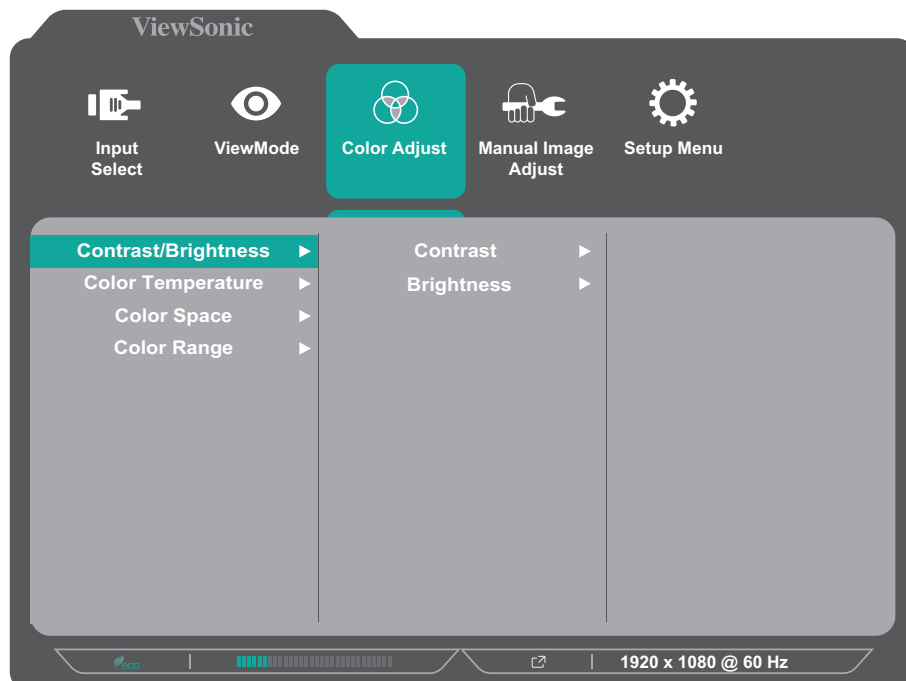 ViewSonic
Input
Select
ViewMode
Color Adjust
Manual Image
Adjust
Setup Menu
Contrast/Brightness
Color Temperature
Color Space
Color Range
Contrast
Brightness
eco
1920 x 1080 @ 60 Hz